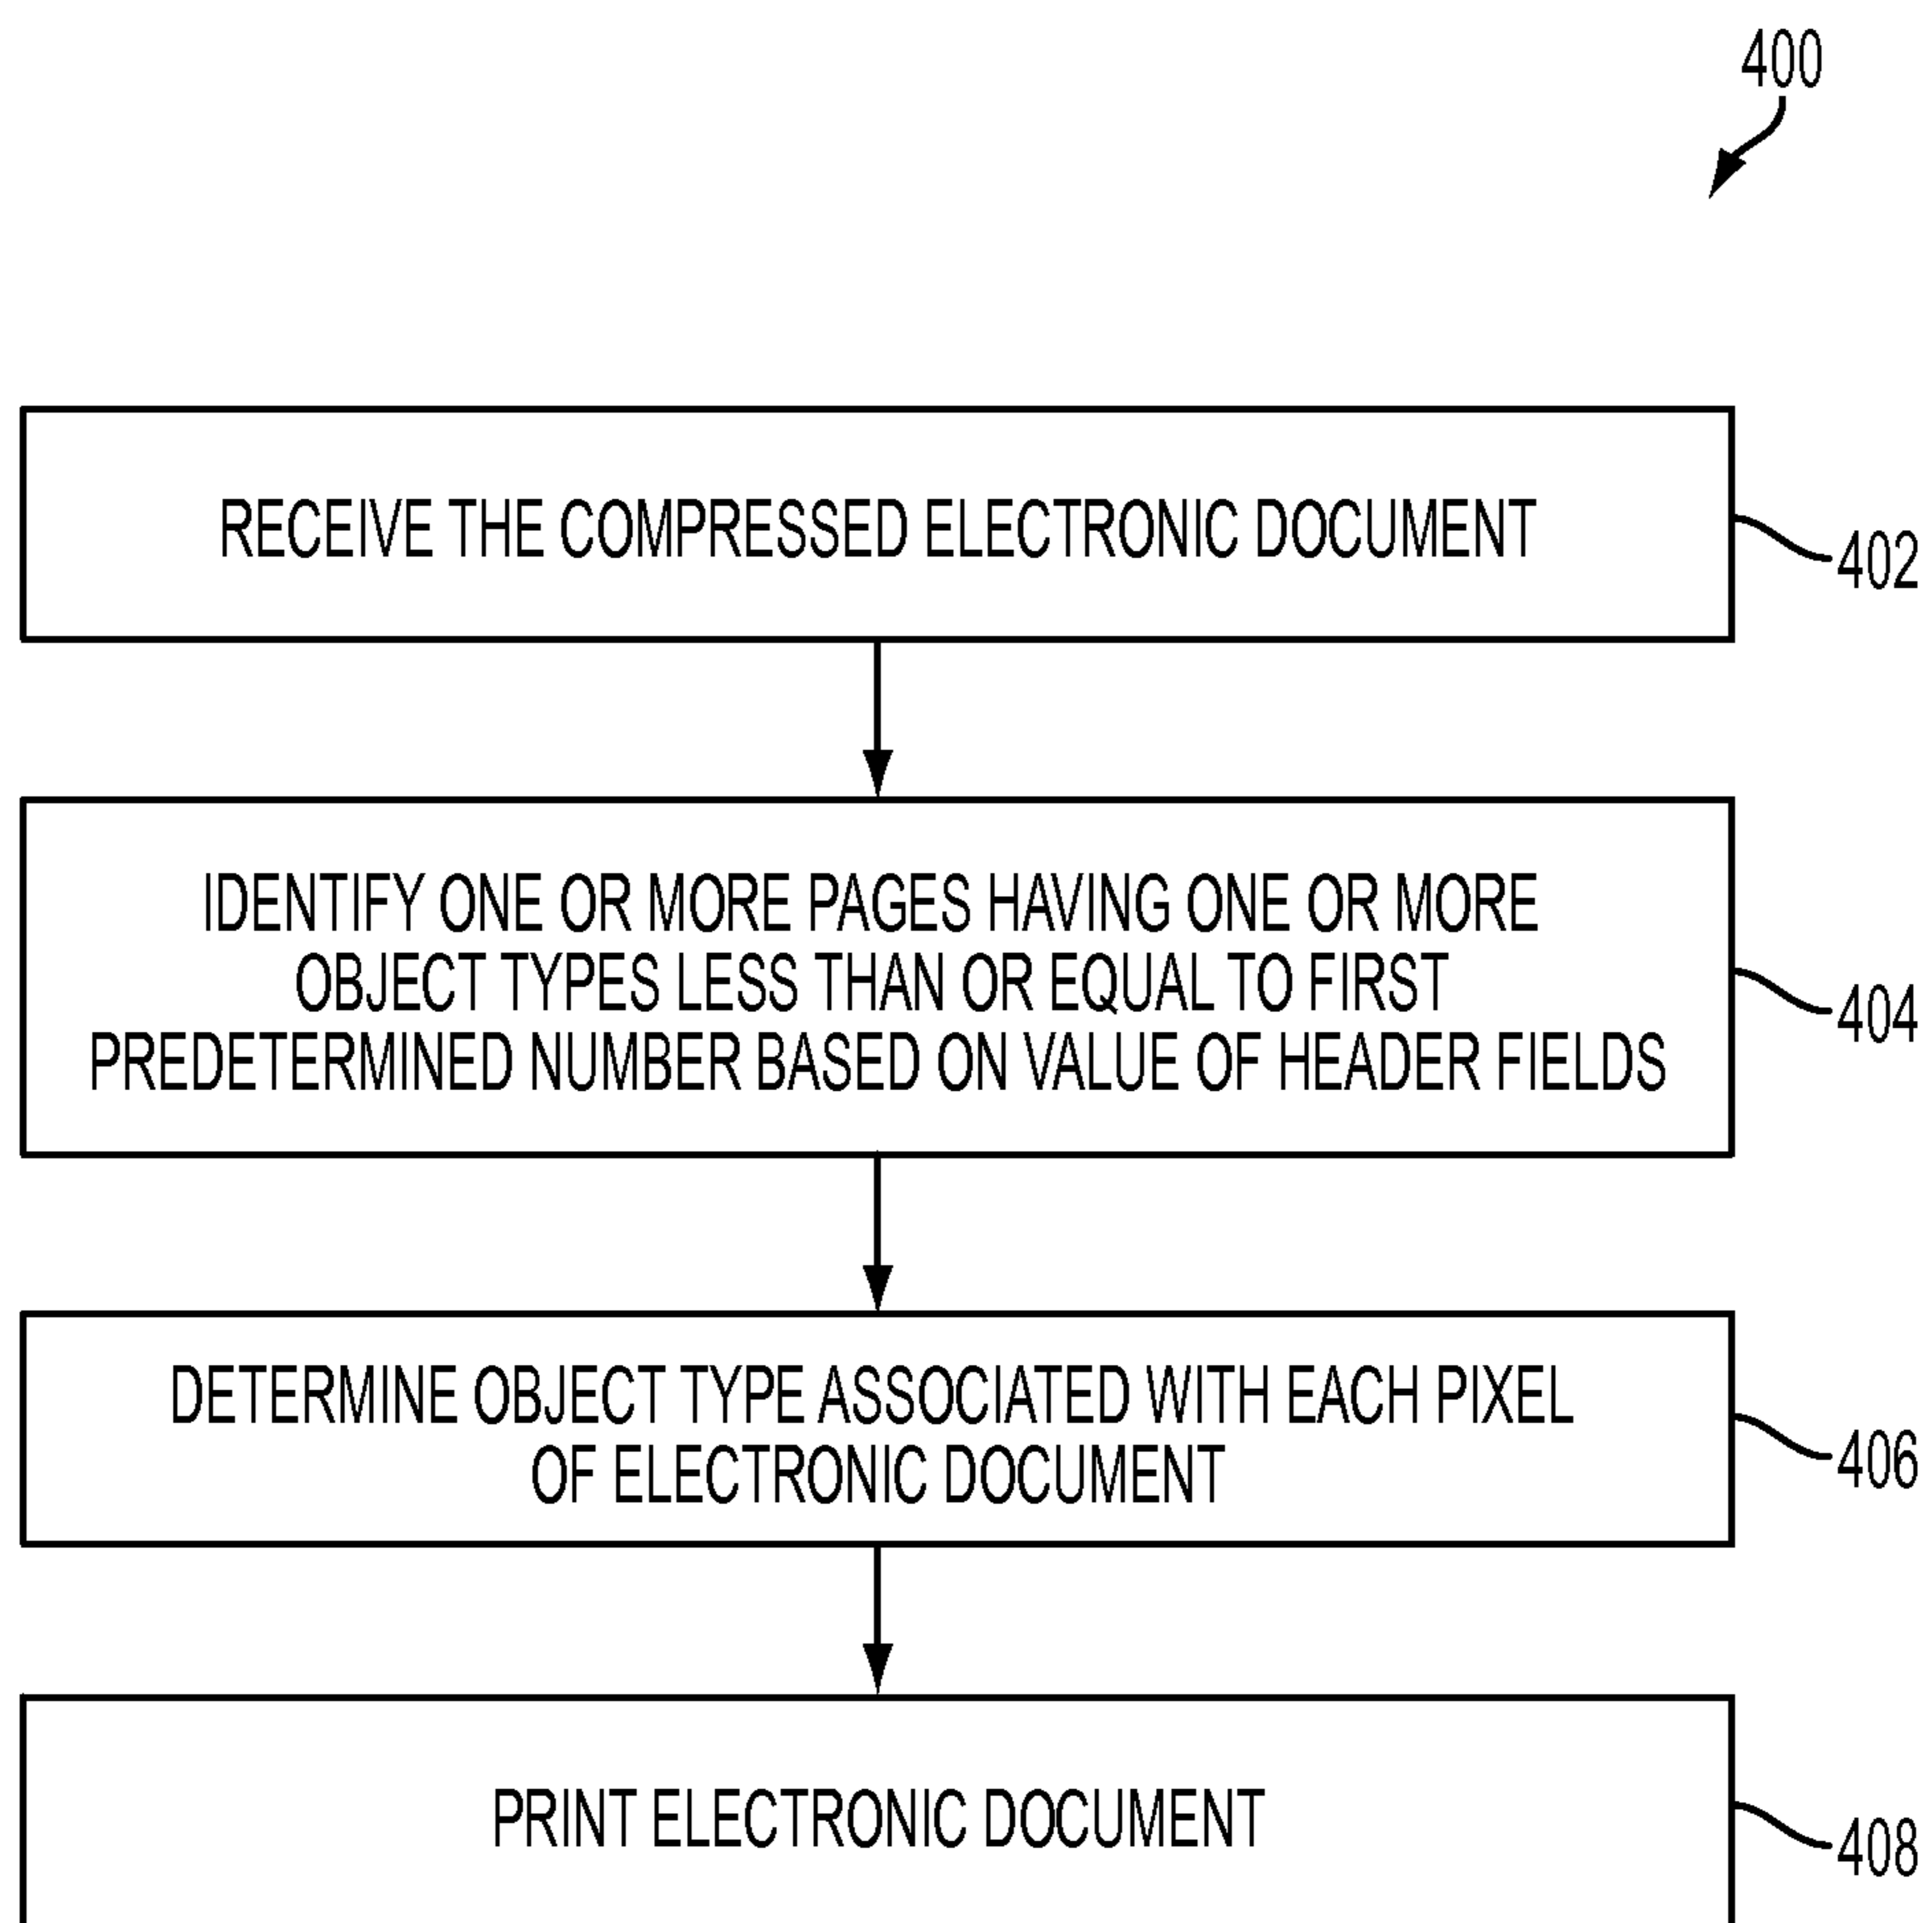 400
RECEIVE THE COMPRESSED ELECTRONIC DOCUMENT
402
IDENTIFY ONE OR MORE PAGES HAVING ONE OR MORE
OBJECT TYPES LESS THAN OR EQUAL TO FIRST
PREDETERMINED NUMBER BASED ON VALUE OF HEADER FIELDS
404
DETERMINE OBJECT TYPE ASSOCIATED WITH EACH PIXEL
OF ELECTRONIC DOCUMENT
406
PRINT ELECTRONIC DOCUMENT
408